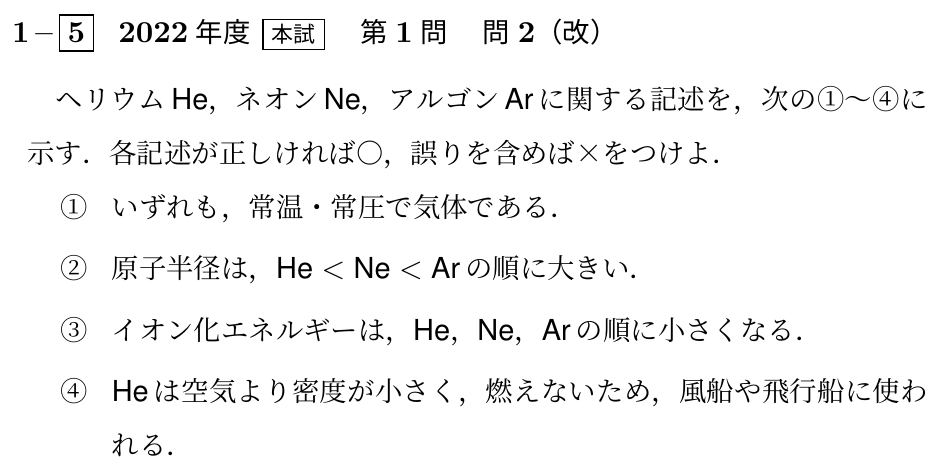 1－5 2022年度 本試 第1問 問2（改）
ヘリウムHe，ネオンNe，アルゴンArに関する記述を，次の①～④に
示す．各記述が正しければ○，誤りを含めば×をつけよ．
① いずれも，常温・常圧で気体である．
② 原子半径は，He < Ne < Arの順に大きい．
③ イオン化エネルギーは，He，Ne，Arの順に小さくなる．
④ Heは空気より密度が小さく，燃えないため，風船や飛行船に使わ
れる．